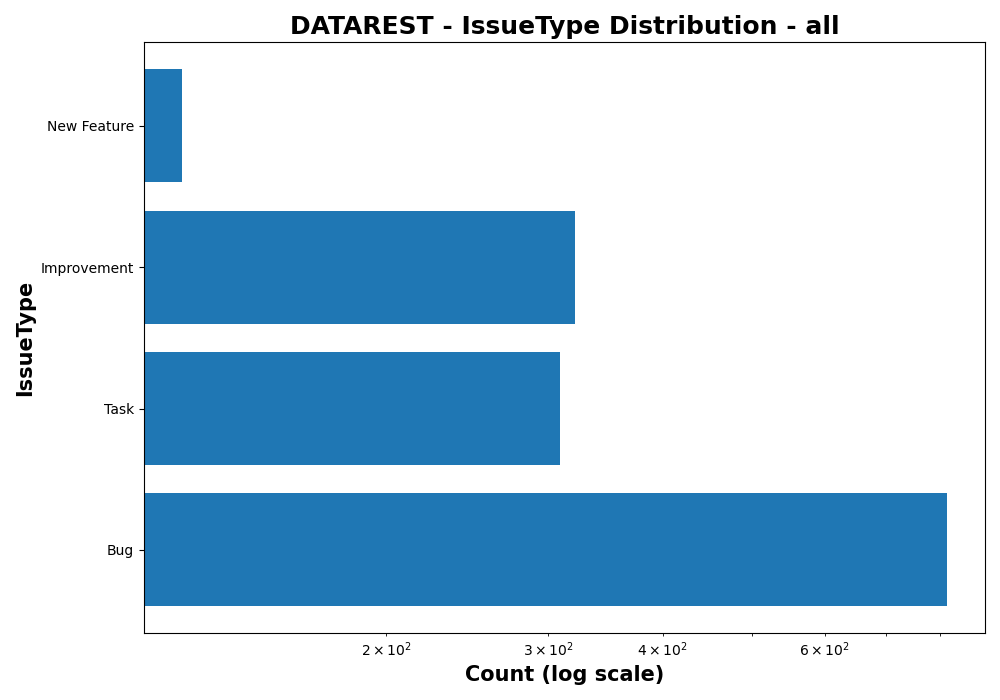 DATAREST - IssueType Distribution - all
New Feature
Improvement
Task
Bug
IssueType
2 × 10²
3 × 10²
4 × 10²
6 × 10²
Count (log scale)